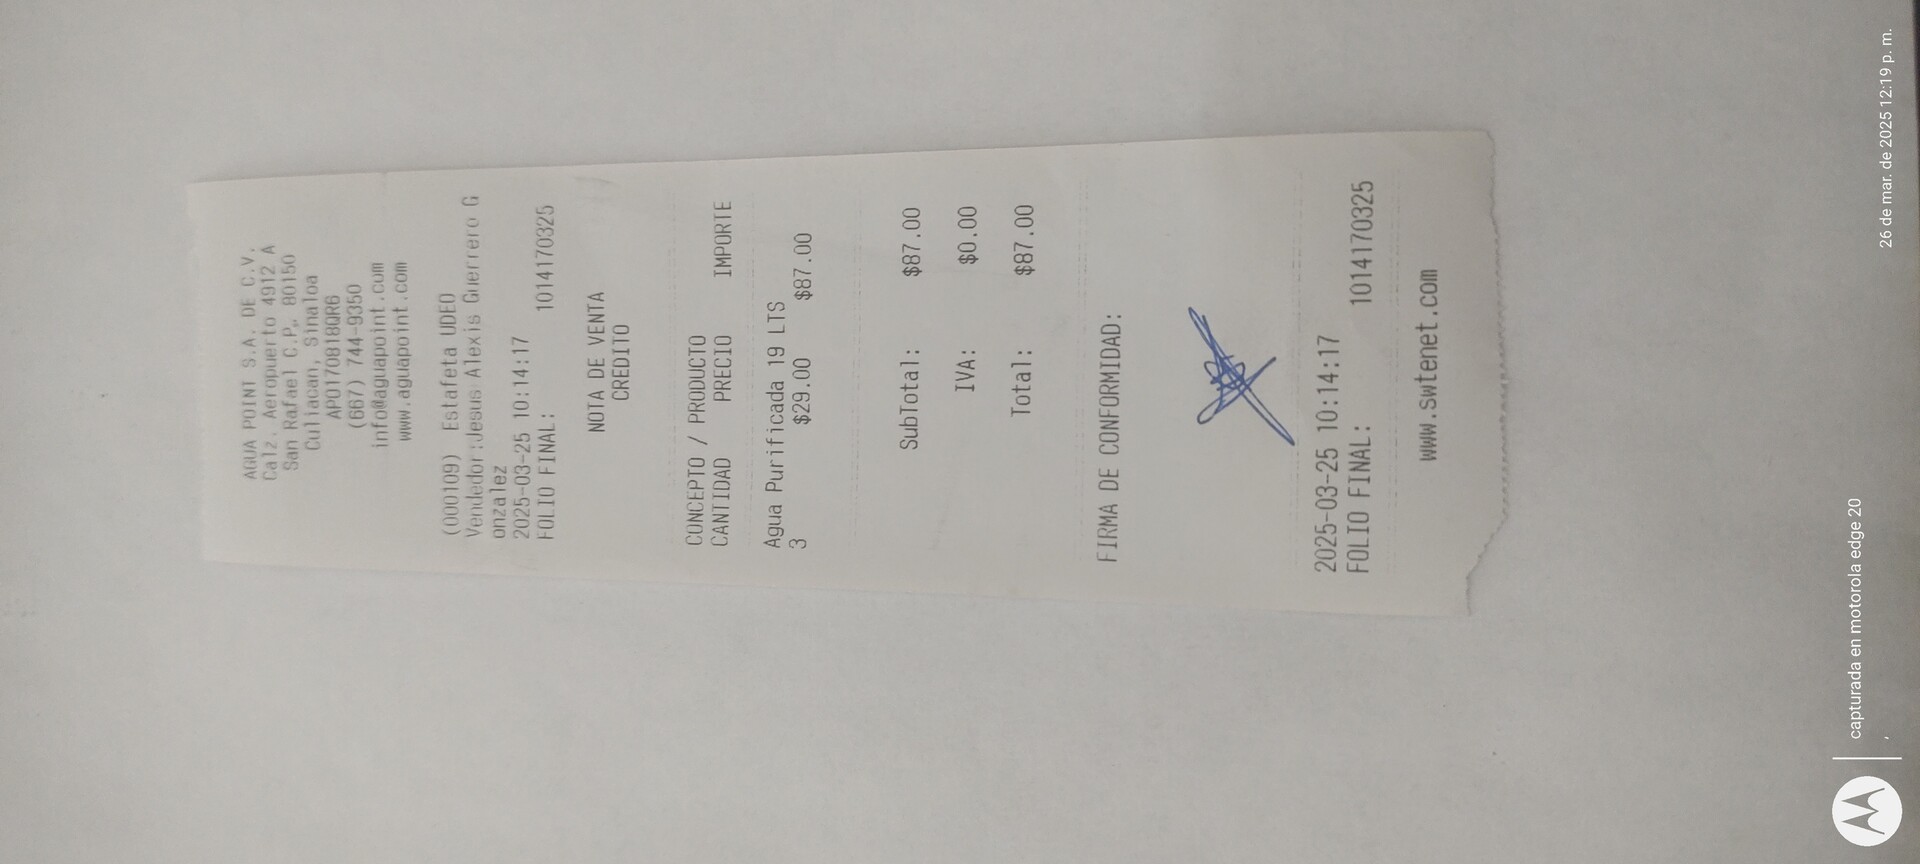 AGUA POINT S.A. DE C.V.
Calz. Aeropuerto 4912 A
San Rafael C.P. 80150
Culiacan, Sinaloa
APO170818QR6
(667) 744-9350
info@aguapoint.com
www.aguapoint.com
(000109) Estafeta UDEO
Vendedor:Jesus Alexis Guerrero G
onzalez
2025-03-25 10:14:17
FOLIO FINAL: 1014170325
NOTA DE VENTA
CREDITO
CONCEPTO / PRODUCTO
CANTIDAD PRECIO IMPORTE
Agua Purificada 19 LTS
3 $29.00 $87.00
SubTotal: $87.00
IVA: $0.00
Total: $87.00
FIRMA DE CONFORMIDAD:
2025-03-25 10:14:17
FOLIO FINAL: 1014170325
www.swtenet.com
capturada en motorola edge 20
, 26 de mar. de 2025 12:19 p. m.